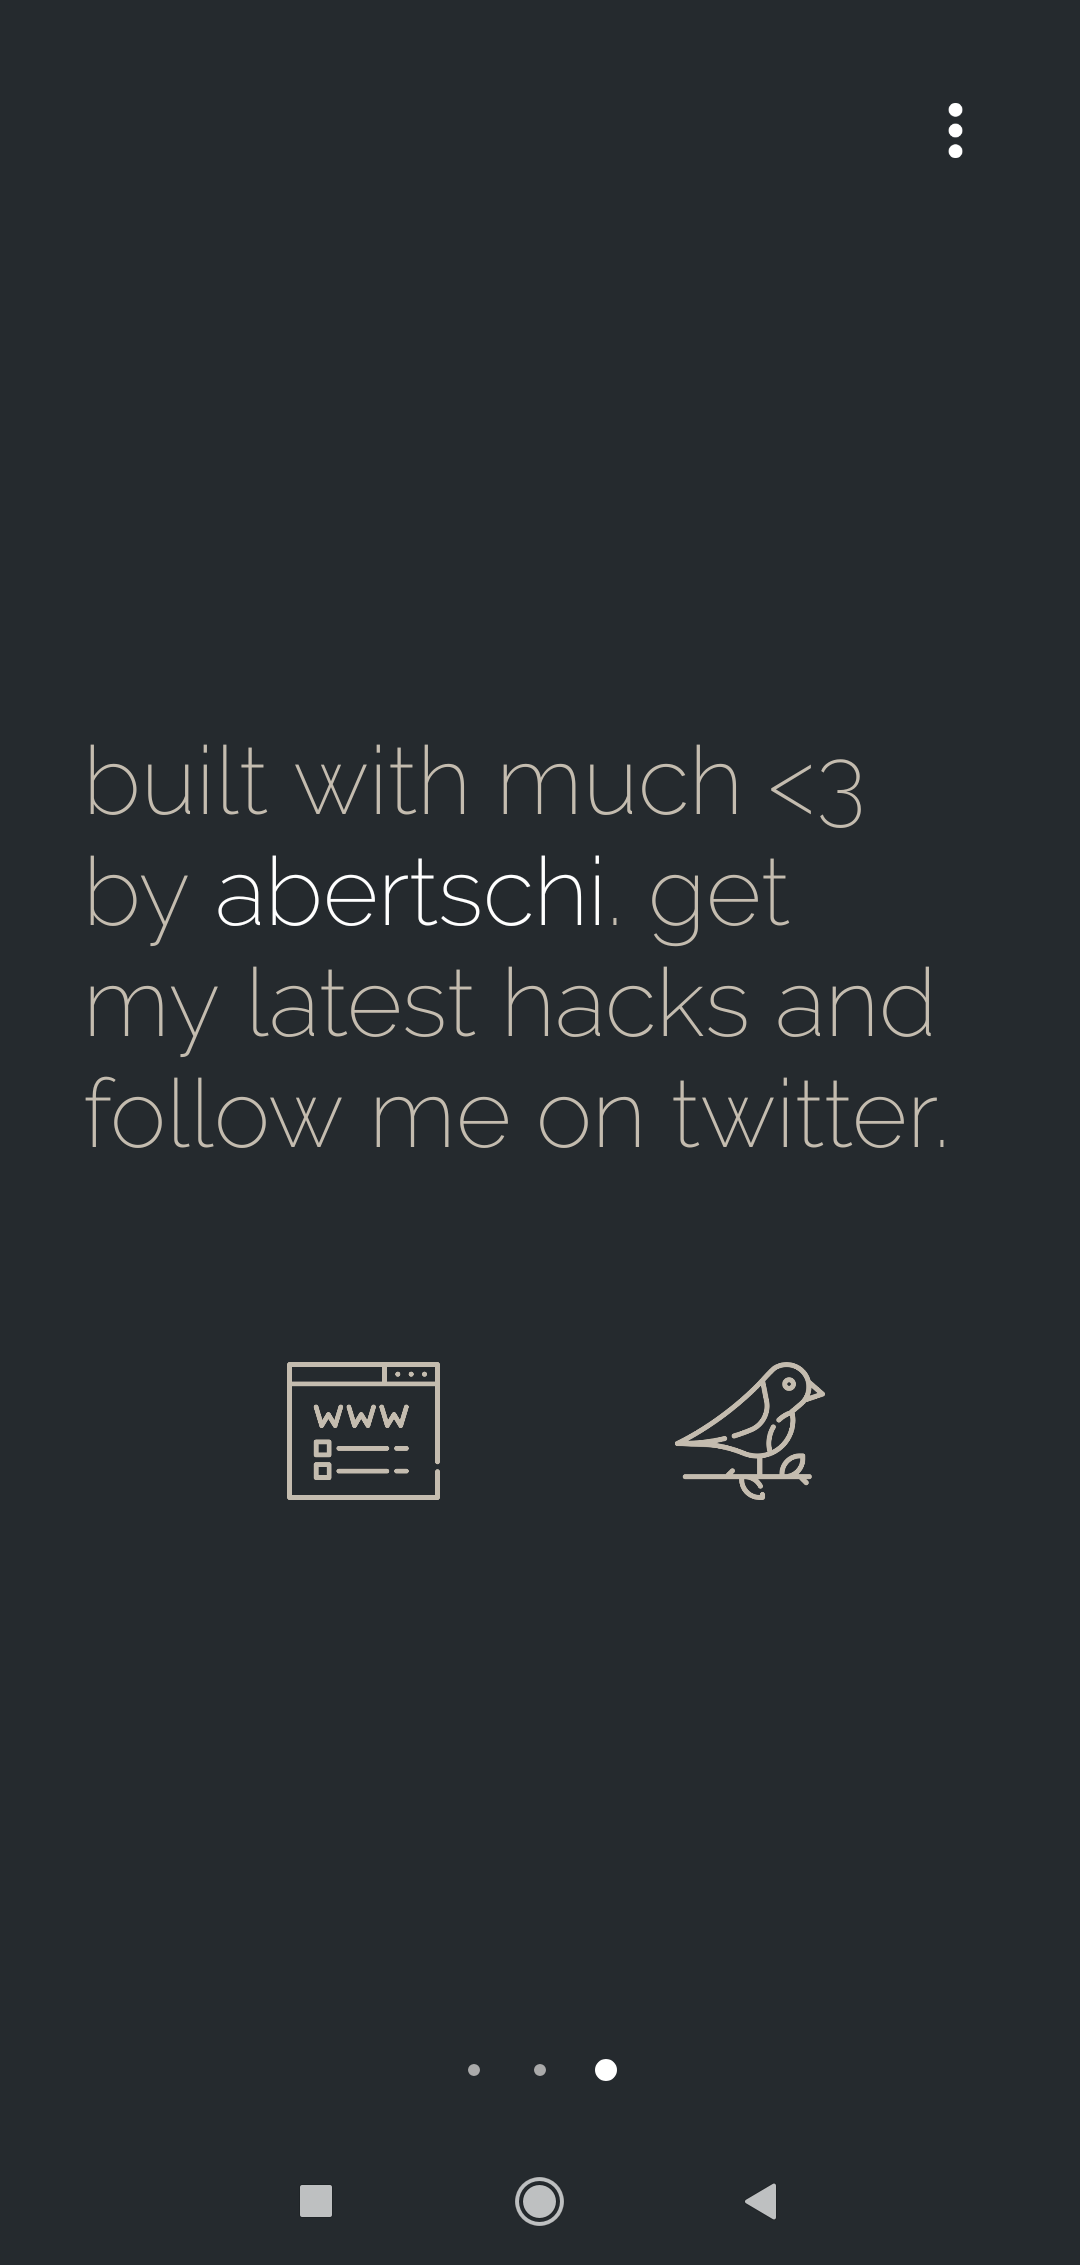 built with much <3
by abertschi. get
my latest hacks and
follow me on twitter.
WWW